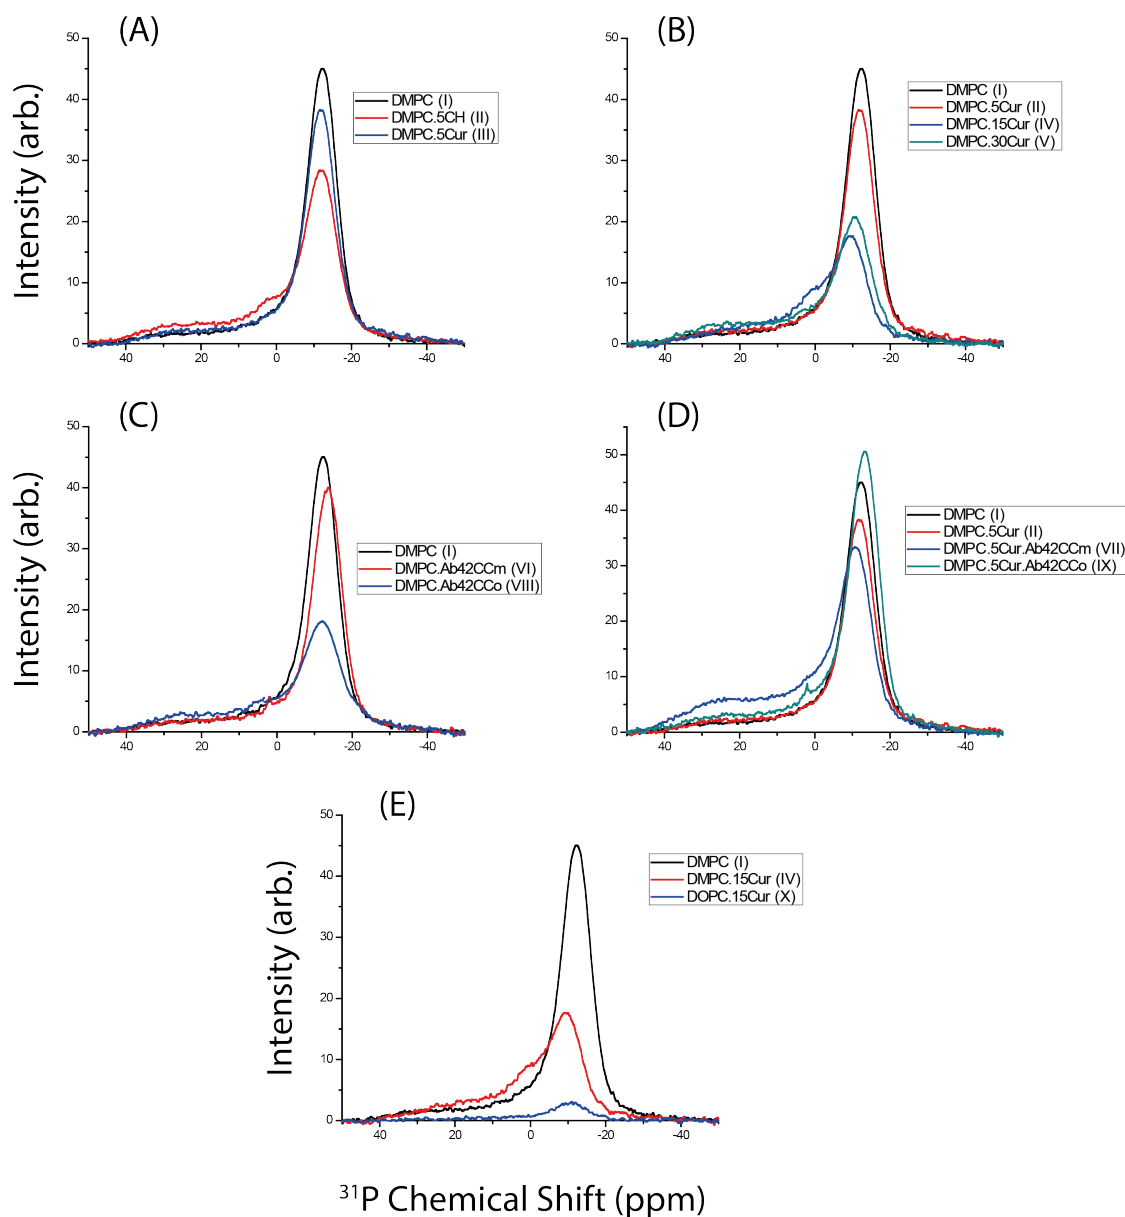 (A)
50
40
30
20
10
0
40
20
0
-20
-40
Intensity (arb.)
DMPC (I)
DMPC.5CH (II)
DMPC.5Cur (III)
(B)
50
40
30
20
10
0
40
20
0
-20
-40
DMPC (I)
DMPC.5Cur (II)
DMPC.15Cur (IV)
DMPC.30Cur (V)
(C)
50
40
30
20
10
0
40
20
0
-20
-40
Intensity (arb.)
DMPC (I)
DMPC.Ab42CCm (VI)
DMPC.Ab42CCo (VIII)
(D)
50
40
30
20
10
0
40
20
0
-20
-40
DMPC (I)
DMPC.5Cur (II)
DMPC.5Cur.Ab42CCm (VII)
DMPC.5Cur.Ab42CCo (IX)
(E)
50
40
30
20
10
0
40
20
0
-20
-40
Intensity (arb.)
DMPC (I)
DMPC.15Cur (IV)
DOPC.15Cur (X)
³¹P Chemical Shift (ppm)